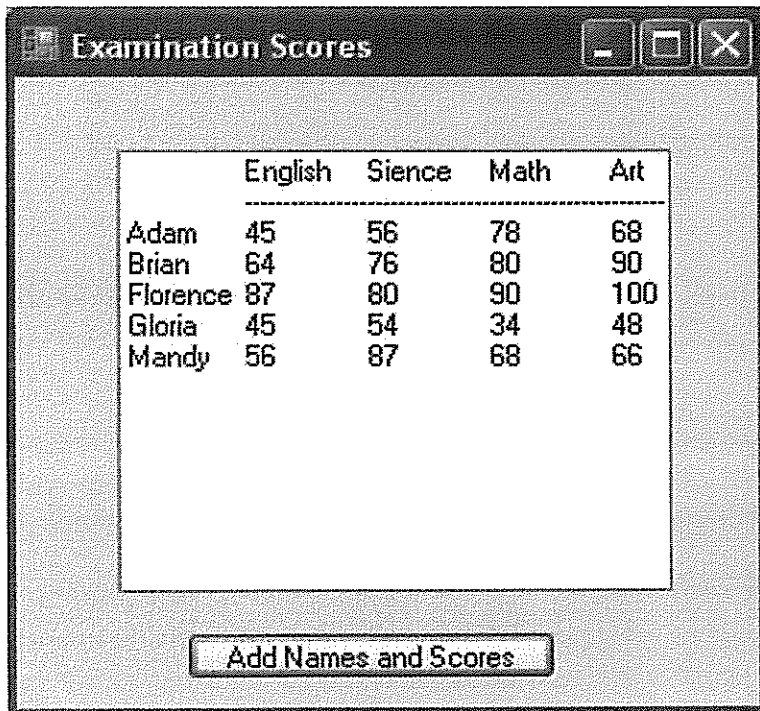 Examination Scores
English Sience Math Art
Adam 45 56 78 68
Brian 64 76 80 90
Florence 87 80 90 100
Gloria 45 54 34 48
Mandy 56 87 68 66
Add Names and Scores